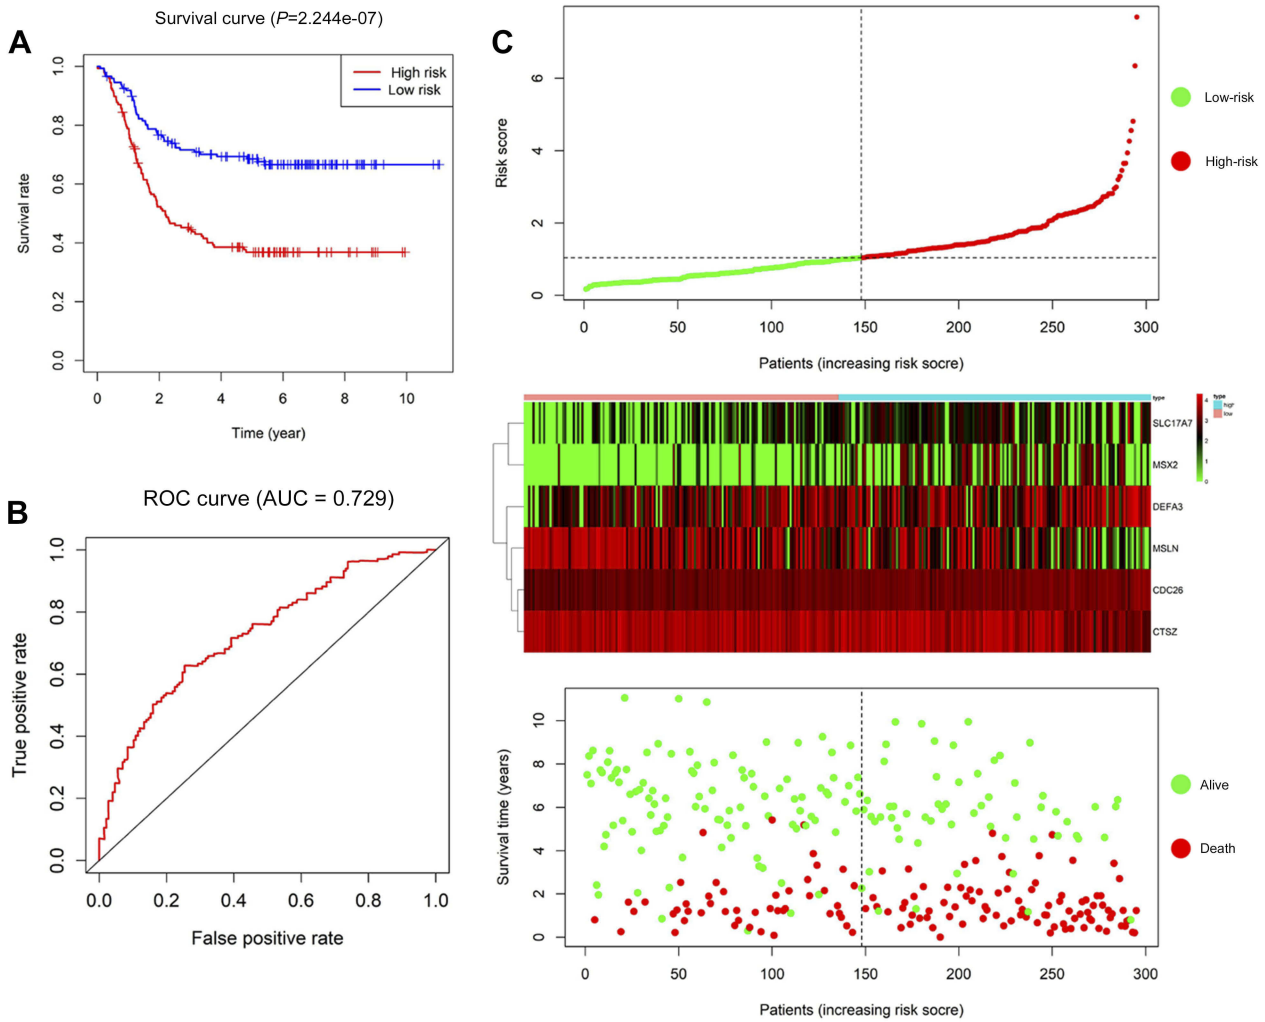 Survival curve (P=2.244e-07)
A
High risk
Low risk
Survival rate
0.0 0.2 0.4 0.6 0.8 1.0
0 2 4 6 8 10
Time (year)
B
ROC curve (AUC = 0.729)
True positive rate
0.0 0.2 0.4 0.6 0.8 1.0
0.0 0.2 0.4 0.6 0.8 1.0
False positive rate
C
Risk score
0 2 4 6
0 50 100 150 200 250 300
Patients (increasing risk socre)
Low-risk
High-risk
type
SLC17A7
MSX2
DEFA3
MSLN
CDC26
CTSZ
4
3
2
1
0
type
high
low
Survival time (years)
0 2 4 6 8 10
0 50 100 150 200 250 300
Patients (increasing risk socre)
Alive
Death